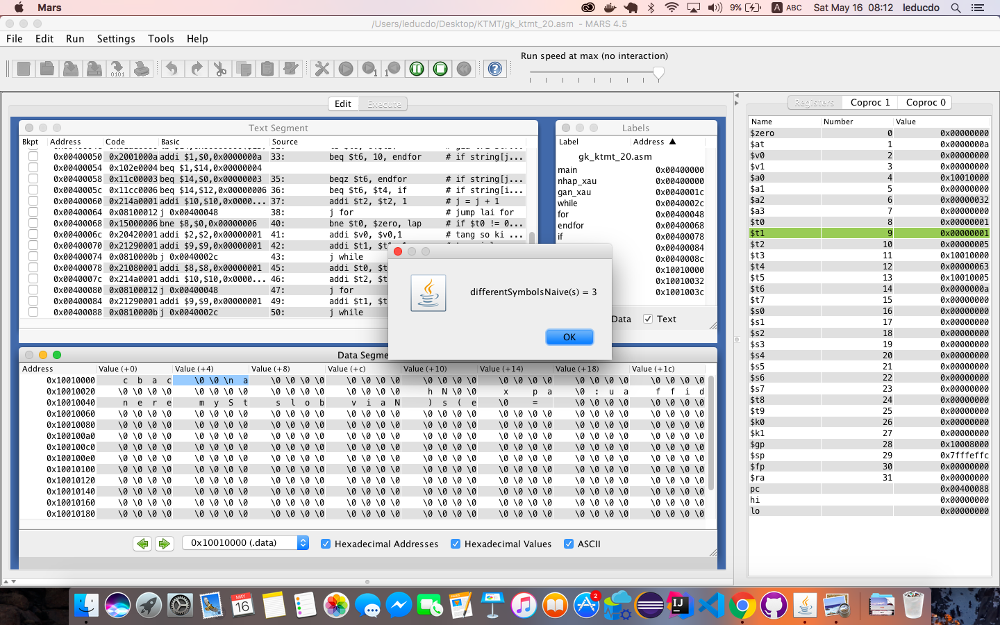 Mars 9% A ABC Sat May 16 08:12 leducdo
/Users/leducdo/Desktop/KTMT/gk_ktmt_20.asm - MARS 4.5
File Edit Run Settings Tools Help
Run speed at max (no interaction)
Edit Execute
Text Segment
Bkpt Address Code Basic Source
0x00400050 0x2001000a addi $1,$0,0x0000000a 33: beq $t6, 10, endfor # if string[j...
0x00400054 0x102e0004 beq $1,$14,0x00000004
0x00400058 0x11c00003 beq $14,$0,0x00000003 35: beqz $t6, endfor # if string[j...
0x0040005c 0x11cc0006 beq $14,$12,0x00000006 36: beq $t6, $t4, if # if string[i...
0x00400060 0x214a0001 addi $10,$10,0x0000... 37: addi $t2, $t2, 1 # j = j + 1
0x00400064 0x08100012 j 0x00400048 38: j for # jump lai for
0x00400068 0x15000006 bne $8,$0,0x00000006 40: bne $t0, $zero, lap # if $t0 != 0...
0x0040006c 0x20420001 addi $2,$2,0x00000001 41: addi $v0, $v0,1 # tang so ki ...
0x00400070 0x21290001 addi $9,$9,0x00000001 42: addi $t1,
0x00400074 0x0810000b j 0x0040002c 43: j while
0x00400078 0x21080001 addi $8,$8,0x00000001 45: addi $t0, $t
0x0040007c 0x214a0001 addi $10,$10,0x0000... 46: addi $t2, $t
0x00400080 0x08100012 j 0x00400048 47: j for
0x00400084 0x21290001 addi $9,$9,0x00000001 49: addi $t1, $t
0x00400088 0x0810000b j 0x0040002c 50: j while
Labels
Label Address ▲
gk_ktmt_20.asm
main 0x00400000
nhap_xau 0x00400000
gan_xau 0x0040001c
while 0x0040002c
for 0x00400048
endfor 0x00400068
if 0x00400078
0x00400084
0x0040008c
0x10010000
0x10010032
0x1001003c
Data Text
differentSymbolsNaive(s) = 3
OK
Data Segme
Address Value (+0) Value (+4) Value (+8) Value (+c) Value (+10) Value (+14) Value (+18) Value (+1c)
0x10010000 c b a c \0 \0 \n a \0 \0 \0 \0 \0 \0 \0 \0 \0 \0 \0 \0 \0 \0 \0 \0 \0 \0 \0 \0 \0 \0 \0 \0
0x10010020 \0 \0 \0 \0 \0 \0 \0 \0 \0 \0 \0 \0 \0 \0 \0 \0 h N \0 \0 x p a \0 : u a f f i d
0x10010040 n e r e m y S t s l o b v i a N ) s ( e \0 = \0 \0 \0 \0 \0 \0 \0 \0
0x10010060 \0 \0 \0 \0 \0 \0 \0 \0 \0 \0 \0 \0 \0 \0 \0 \0 \0 \0 \0 \0 \0 \0 \0 \0 \0 \0 \0 \0 \0 \0 \0 \0
0x10010080 \0 \0 \0 \0 \0 \0 \0 \0 \0 \0 \0 \0 \0 \0 \0 \0 \0 \0 \0 \0 \0 \0 \0 \0 \0 \0 \0 \0 \0 \0 \0 \0
0x100100a0 \0 \0 \0 \0 \0 \0 \0 \0 \0 \0 \0 \0 \0 \0 \0 \0 \0 \0 \0 \0 \0 \0 \0 \0 \0 \0 \0 \0 \0 \0 \0 \0
0x100100c0 \0 \0 \0 \0 \0 \0 \0 \0 \0 \0 \0 \0 \0 \0 \0 \0 \0 \0 \0 \0 \0 \0 \0 \0 \0 \0 \0 \0 \0 \0 \0 \0
0x100100e0 \0 \0 \0 \0 \0 \0 \0 \0 \0 \0 \0 \0 \0 \0 \0 \0 \0 \0 \0 \0 \0 \0 \0 \0 \0 \0 \0 \0 \0 \0 \0 \0
0x10010100 \0 \0 \0 \0 \0 \0 \0 \0 \0 \0 \0 \0 \0 \0 \0 \0 \0 \0 \0 \0 \0 \0 \0 \0 \0 \0 \0 \0 \0 \0 \0 \0
0x10010120 \0 \0 \0 \0 \0 \0 \0 \0 \0 \0 \0 \0 \0 \0 \0 \0 \0 \0 \0 \0 \0 \0 \0 \0 \0 \0 \0 \0 \0 \0 \0 \0
0x10010140 \0 \0 \0 \0 \0 \0 \0 \0 \0 \0 \0 \0 \0 \0 \0 \0 \0 \0 \0 \0 \0 \0 \0 \0 \0 \0 \0 \0 \0 \0 \0 \0
0x10010160 \0 \0 \0 \0 \0 \0 \0 \0 \0 \0 \0 \0 \0 \0 \0 \0 \0 \0 \0 \0 \0 \0 \0 \0 \0 \0 \0 \0 \0 \0 \0 \0
0x10010180 \0 \0 \0 \0 \0 \0 \0 \0 \0 \0 \0 \0 \0 \0 \0 \0 \0 \0 \0 \0 \0 \0 \0 \0 \0 \0 \0 \0 \0 \0 \0 \0
0x10010000 (.data) Hexadecimal Addresses Hexadecimal Values ASCII
Registers Coproc 1 Coproc 0
Name Number Value
$zero 0 0x00000000
$at 1 0x0000000a
$v0 2 0x00000000
$v1 3 0x00000000
$a0 4 0x10010000
$a1 5 0x00000000
$a2 6 0x00000032
$a3 7 0x00000000
$t0 8 0x00000001
$t1 9 0x00000001
$t2 10 0x00000005
$t3 11 0x10010000
$t4 12 0x00000063
$t5 13 0x10010005
$t6 14 0x0000000a
$t7 15 0x00000000
$s0 16 0x00000000
$s1 17 0x00000000
$s2 18 0x00000000
$s3 19 0x00000000
$s4 20 0x00000000
$s5 21 0x00000000
$s6 22 0x00000000
$s7 23 0x00000000
$t8 24 0x00000000
$t9 25 0x00000000
$k0 26 0x00000000
$k1 27 0x00000000
$gp 28 0x10008000
$sp 29 0x7fffeffc
$fp 30 0x00000000
$ra 31 0x00000000
pc 0x00400088
hi 0x00000000
lo 0x00000000
MAY
16
2